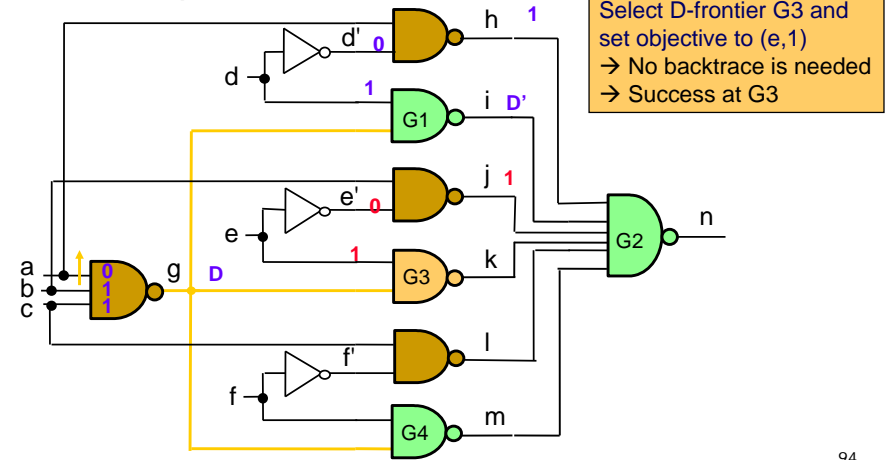 Select D-frontier G3 and
set objective to (e,1)
→ No backtrace is needed
→ Success at G3
h 1
d' 0
d
1
G1
i D'
j 1
e' 0
e
n
G2
1
G3
k
a
b
c
0
1
1
g D
l
f'
f
G4
m
94